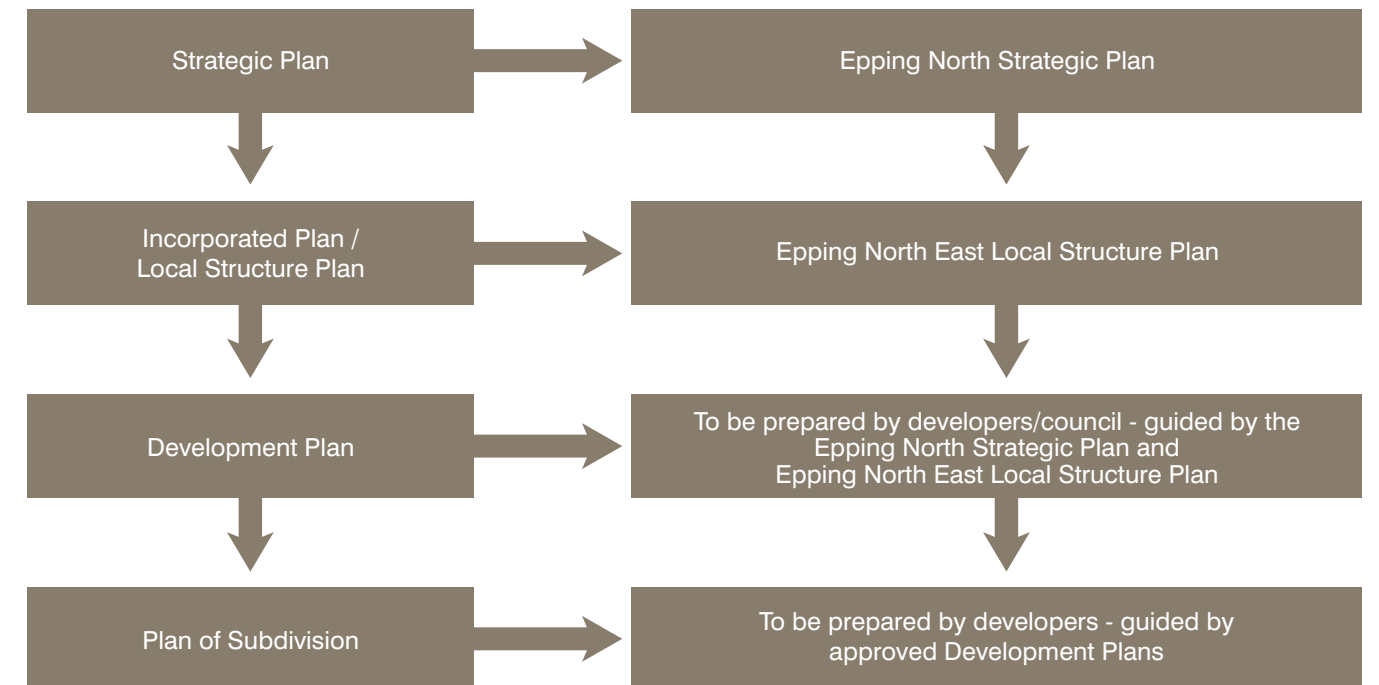 Strategic Plan
Epping North Strategic Plan
Incorporated Plan /
Local Structure Plan
Epping North East Local Structure Plan
Development Plan
To be prepared by developers/council - guided by the
Epping North Strategic Plan and
Epping North East Local Structure Plan
Plan of Subdivision
To be prepared by developers - guided by
approved Development Plans